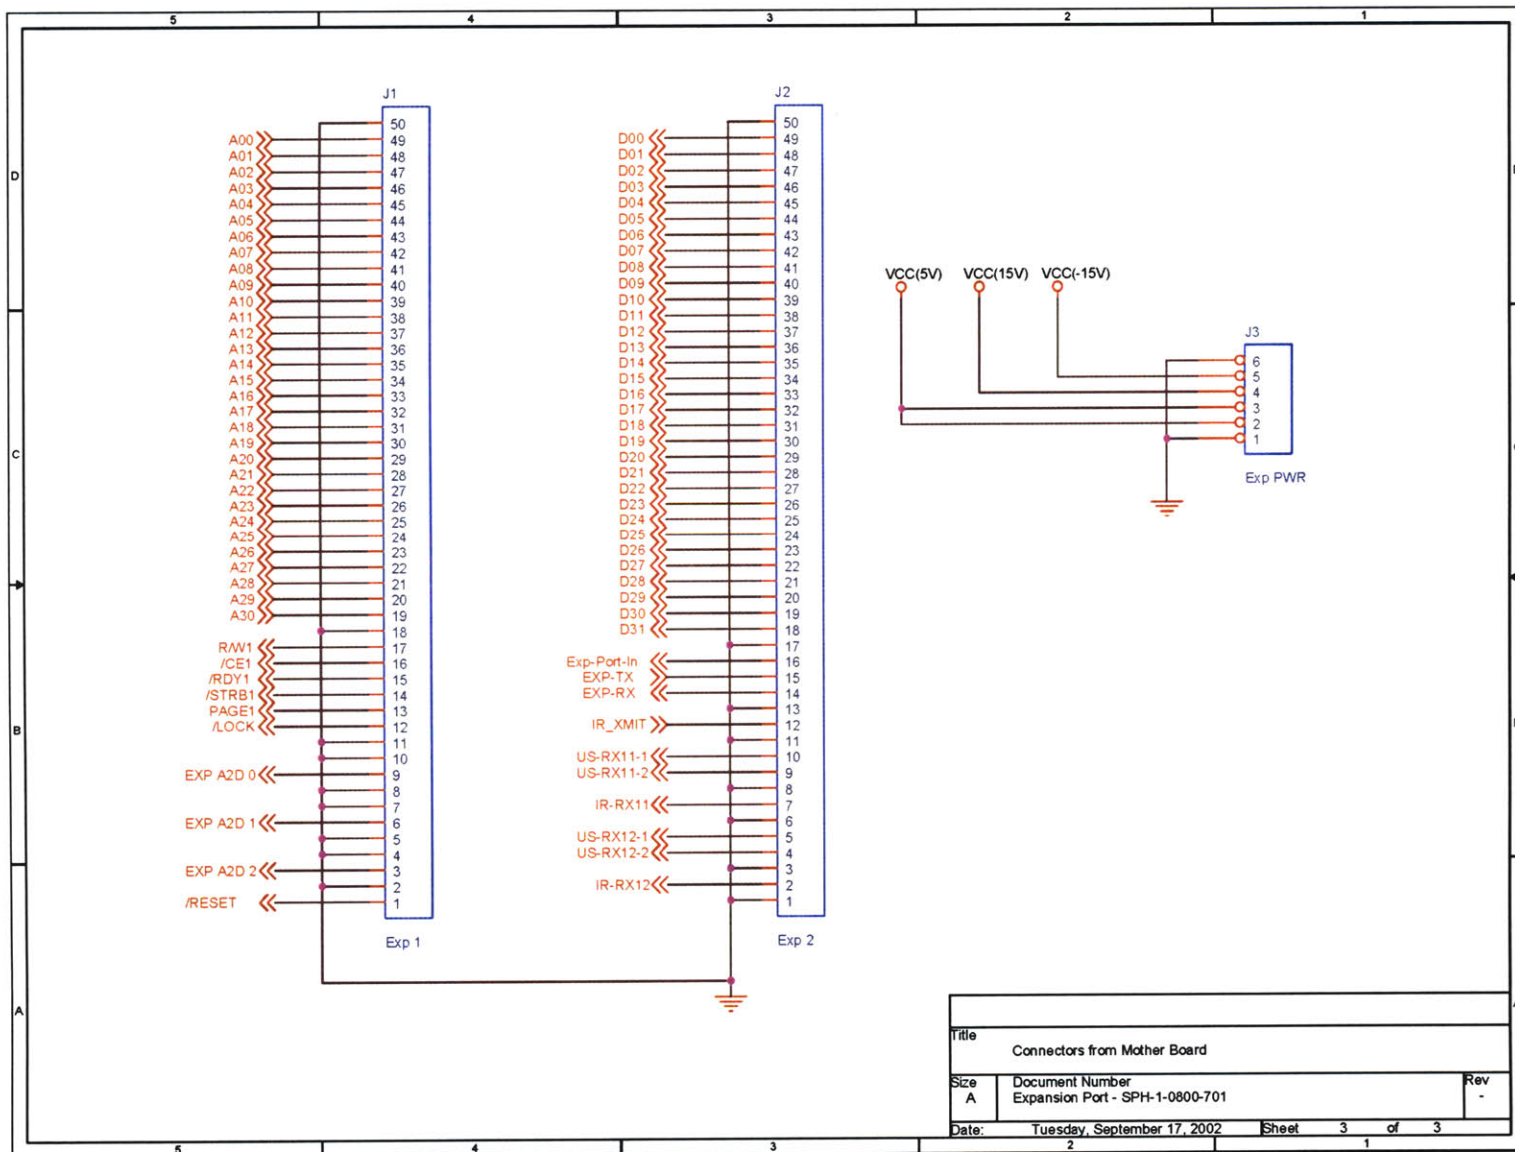 5 4 3 2 1
J1
50
A00 49
A01 48
A02 47
A03 46
A04 45
A05 44
A06 43
A07 42
A08 41
A09 40
A10 39
A11 38
A12 37
A13 36
A14 35
A15 34
A16 33
A17 32
A18 31
A19 30
A20 29
A21 28
A22 27
A23 26
A24 25
A25 24
A26 23
A27 22
A28 21
A29 20
A30 19
18
R/W1 17
/CE1 16
/RDY1 15
/STRB1 14
PAGE1 13
/LOCK 12
11
10
EXP A2D 0 9
8
7
EXP A2D 1 6
5
4
EXP A2D 2 3
2
/RESET 1
Exp 1
J2
50
D00 49
D01 48
D02 47
D03 46
D04 45
D05 44
D06 43
D07 42
D08 41
D09 40
D10 39
D11 38
D12 37
D13 36
D14 35
D15 34
D16 33
D17 32
D18 31
D19 30
D20 29
D21 28
D22 27
D23 26
D24 25
D25 24
D26 23
D27 22
D28 21
D29 20
D30 19
D31 18
17
Exp-Port-In 16
EXP-TX 15
EXP-RX 14
13
IR_XMIT 12
11
US-RX11-1 10
US-RX11-2 9
8
IR-RX11 7
6
US-RX12-1 5
US-RX12-2 4
3
IR-RX12 2
1
Exp 2
VCC(5V) VCC(15V) VCC(-15V)
J3
6
5
4
3
2
1
Exp PWR
D
C
B
A
Title
Connectors from Mother Board
Size Document Number Rev
A Expansion Port - SPH-1-0800-701 -
Date: Tuesday, September 17, 2002 Sheet 3 of 3
5 4 3 2 1